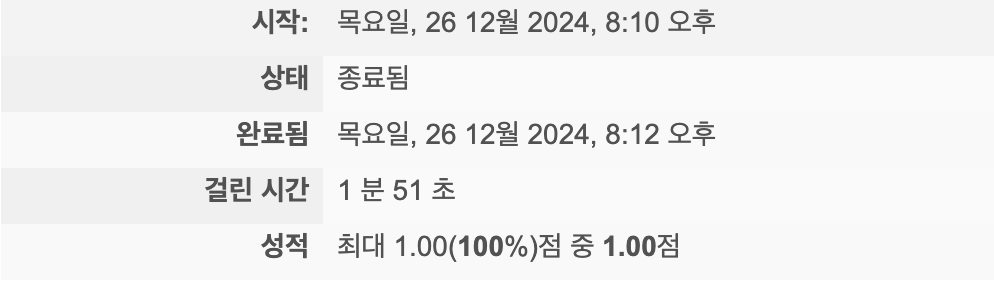 시작: 목요일, 26 12월 2024, 8:10 오후
상태 종료됨
완료됨 목요일, 26 12월 2024, 8:12 오후
걸린 시간 1 분 51 초
성적 최대 1.00(100%)점 중 1.00점